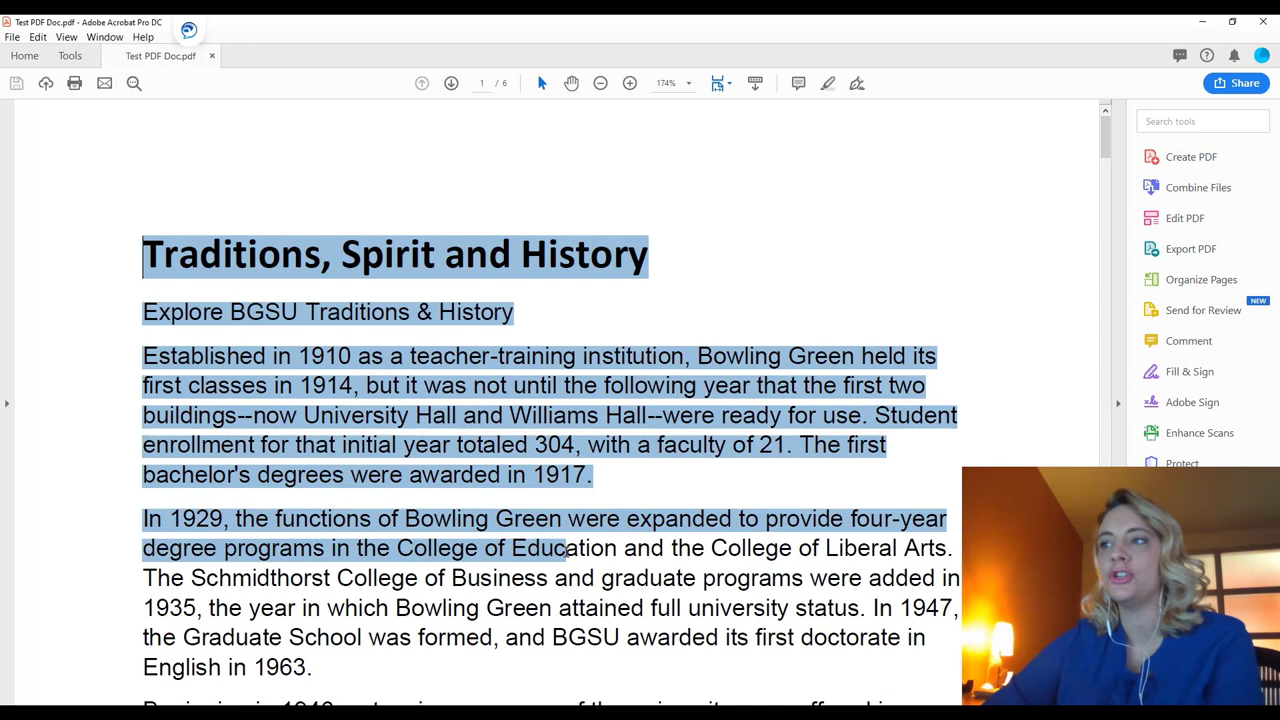 Test PDF Doc.pdf - Adobe Acrobat Pro DC
File Edit View Window Help
Home Tools Test PDF Doc.pdf ×
1 / 6 174% Share
Search tools
Create PDF
Combine Files
Edit PDF
Export PDF
Organize Pages
Send for Review NEW
Comment
Fill & Sign
Adobe Sign
Enhance Scans
Protect
Traditions, Spirit and History
Explore BGSU Traditions & History
Established in 1910 as a teacher-training institution, Bowling Green held its
first classes in 1914, but it was not until the following year that the first two
buildings--now University Hall and Williams Hall--were ready for use. Student
enrollment for that initial year totaled 304, with a faculty of 21. The first
bachelor's degrees were awarded in 1917.
In 1929, the functions of Bowling Green were expanded to provide four-year
degree programs in the College of Education and the College of Liberal Arts.
The Schmidthorst College of Business and graduate programs were added in
1935, the year in which Bowling Green attained full university status. In 1947,
the Graduate School was formed, and BGSU awarded its first doctorate in
English in 1963.